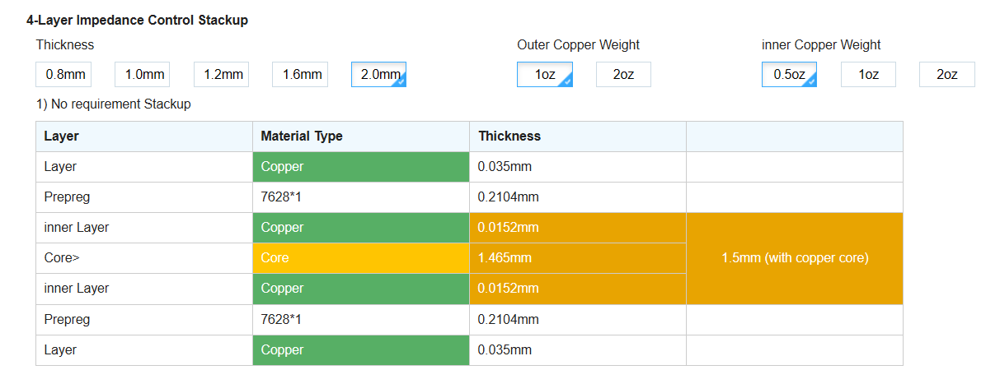 4-Layer Impedance Control Stackup
Thickness Outer Copper Weight inner Copper Weight
0.8mm 1.0mm 1.2mm 1.6mm 2.0mm 1oz 2oz 0.5oz 1oz 2oz
1) No requirement Stackup
Layer Material Type Thickness
Layer Copper 0.035mm
Prepreg 7628*1 0.2104mm
inner Layer Copper 0.0152mm
Core> Core 1.465mm 1.5mm (with copper core)
inner Layer Copper 0.0152mm
Prepreg 7628*1 0.2104mm
Layer Copper 0.035mm